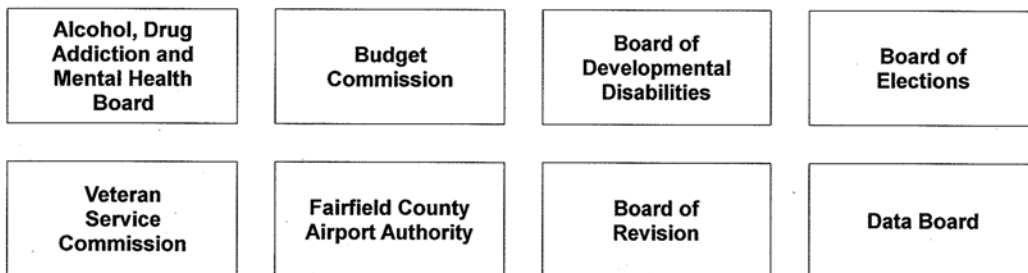 Alcohol, Drug
Addiction and
Mental Health
Board
Budget
Commission
Board of
Developmental
Disabilities
Board of
Elections
Veteran
Service
Commission
Fairfield County
Airport Authority
Board of
Revision
Data Board